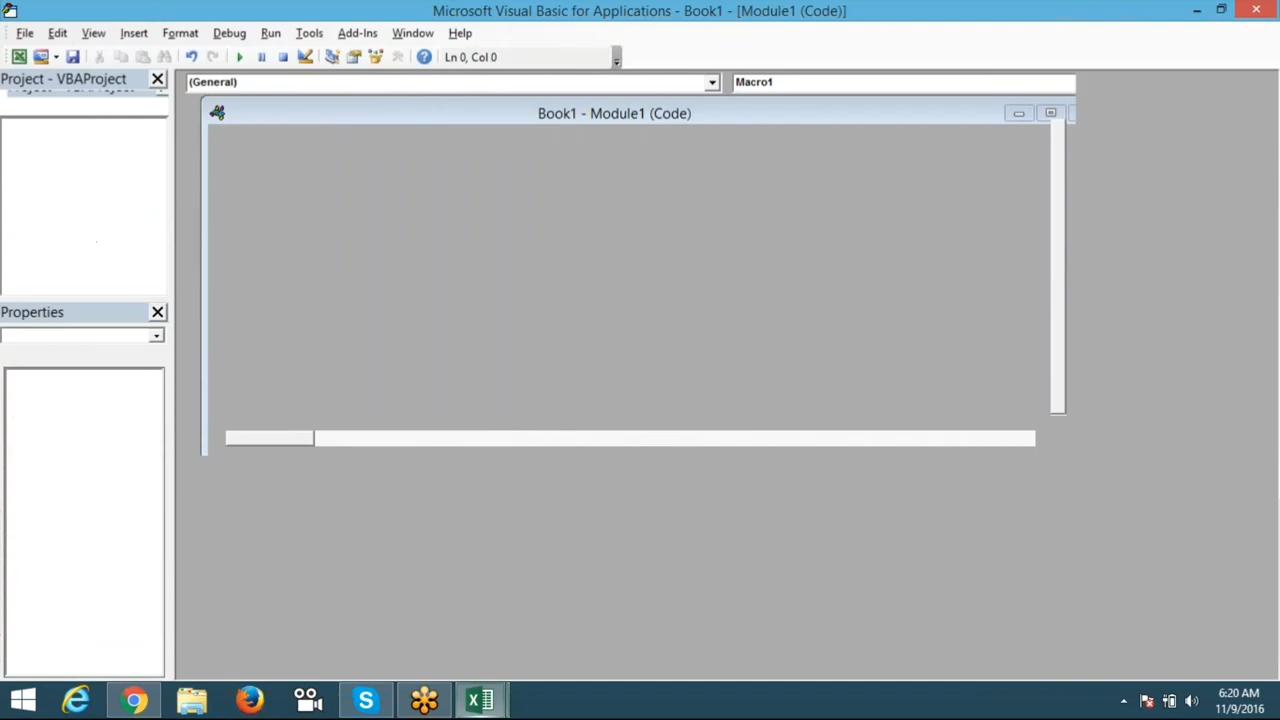 Microsoft Visual Basic for Applications - Book1 - [Module1 (Code)]
File Edit View Insert Format Debug Run Tools Add-Ins Window Help
Ln 0, Col 0
Project - VBAProject
(General)
Macro1
Book1 - Module1 (Code)
Properties
6:20 AM
11/9/2016